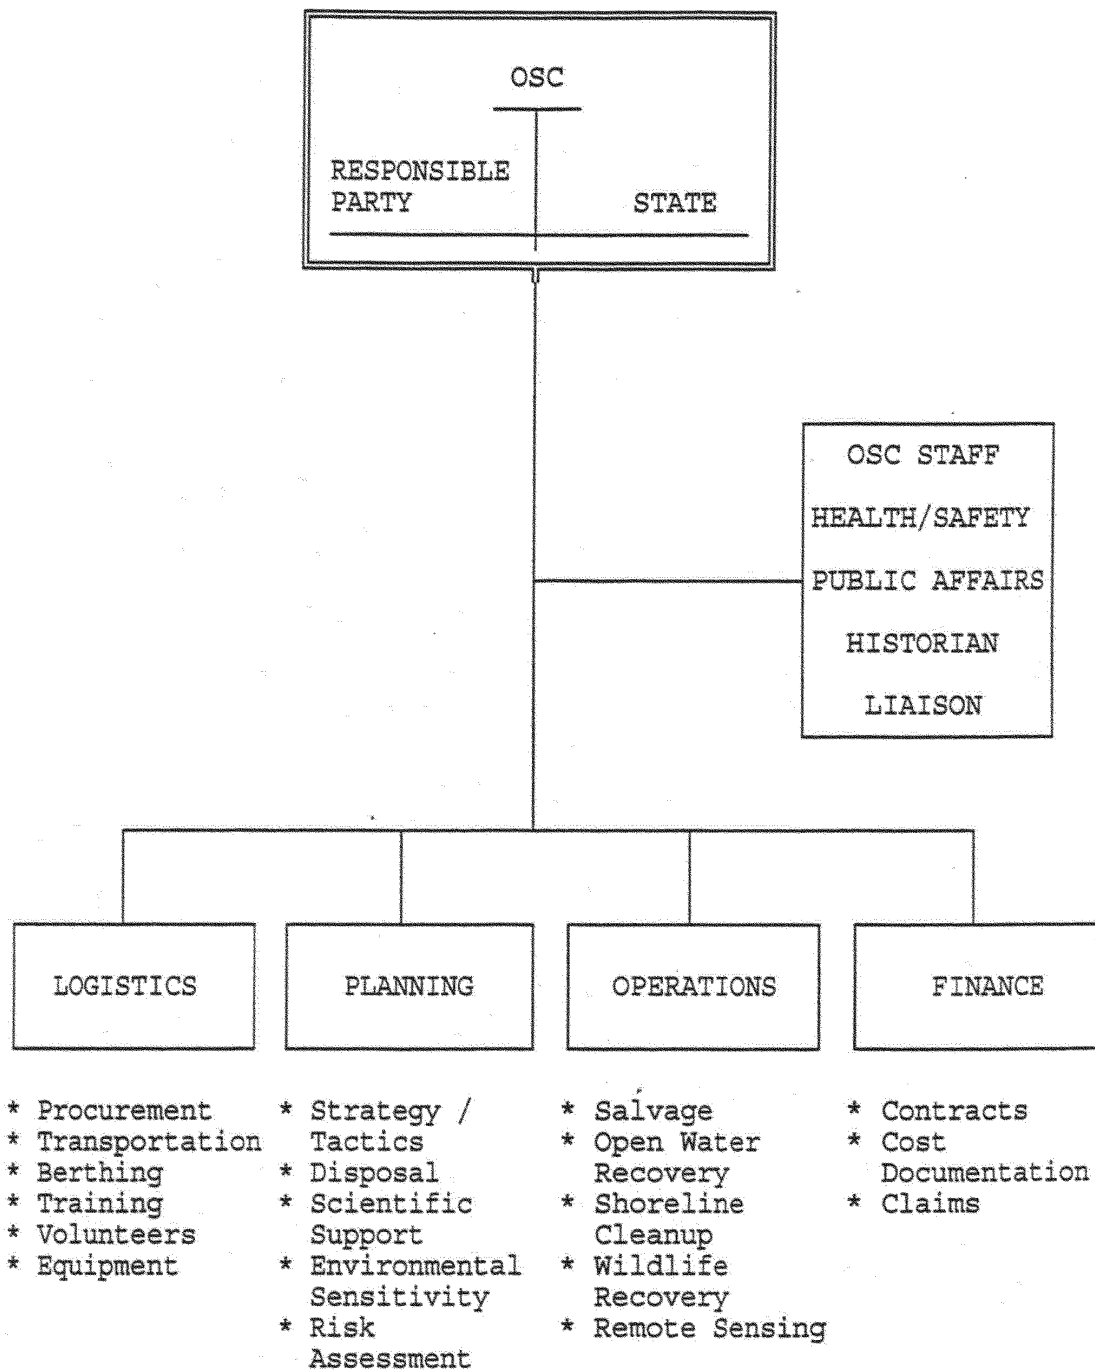 OSC
RESPONSIBLE
PARTY
STATE
OSC STAFF
HEALTH/SAFETY
PUBLIC AFFAIRS
HISTORIAN
LIAISON
LOGISTICS
PLANNING
OPERATIONS
FINANCE
* Procurement
* Transportation
* Berthing
* Training
* Volunteers
* Equipment
* Strategy /
Tactics
* Disposal
* Scientific
Support
* Environmental
Sensitivity
* Risk
Assessment
* Salvage
* Open Water
Recovery
* Shoreline
Cleanup
* Wildlife
Recovery
* Remote Sensing
* Contracts
* Cost
Documentation
* Claims